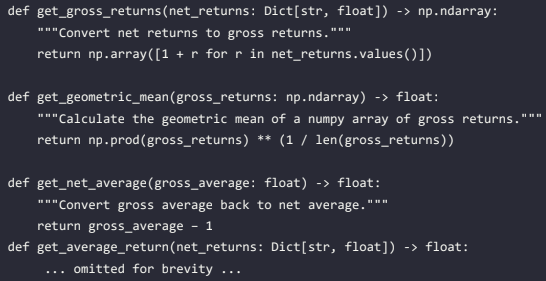 def get_gross_returns(net_returns: Dict[str, float]) -> np.ndarray:
    """Convert net returns to gross returns."""
    return np.array([1 + r for r in net_returns.values()])

def get_geometric_mean(gross_returns: np.ndarray) -> float:
    """Calculate the geometric mean of a numpy array of gross returns."""
    return np.prod(gross_returns) ** (1 / len(gross_returns))

def get_net_average(gross_average: float) -> float:
    """Convert gross average back to net average."""
    return gross_average – 1
def get_average_return(net_returns: Dict[str, float]) -> float:
     ... omitted for brevity ...